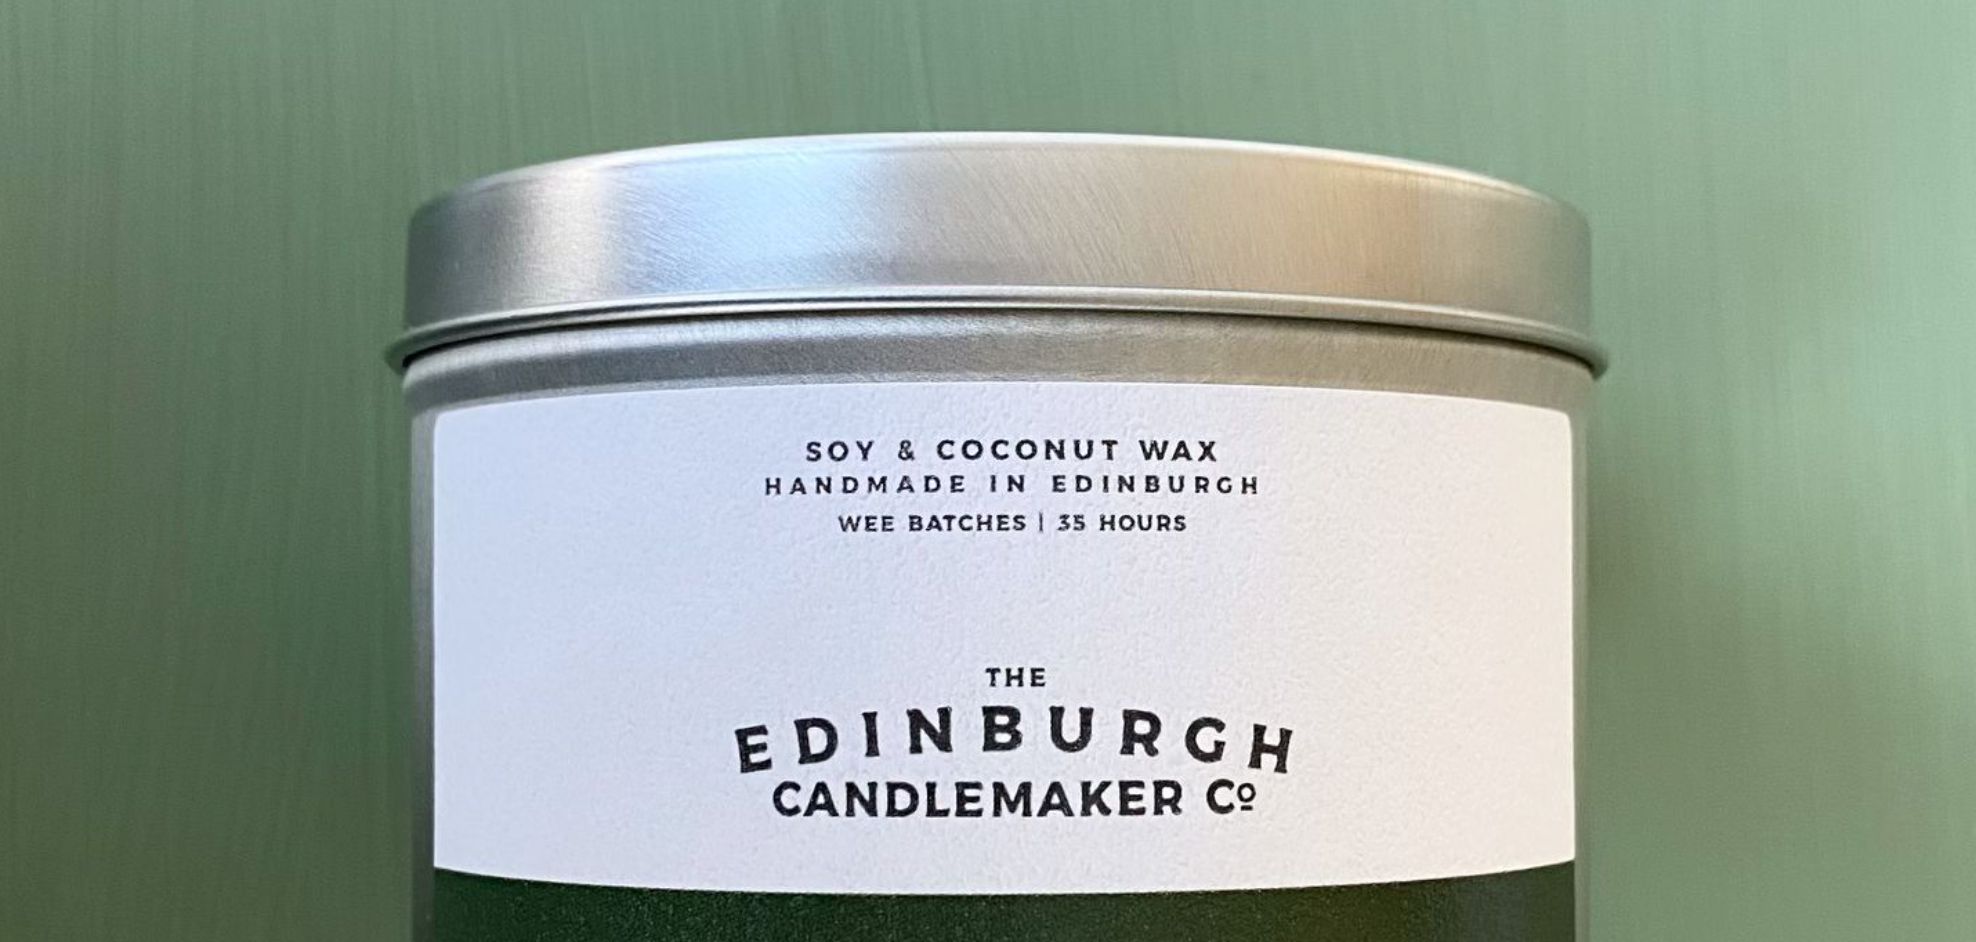 SOY & COCONUT WAX
HANDMADE IN EDINBURGH
WEE BATCHES | 35 HOURS
THE
EDINBURGH
CANDLEMAKER Cº